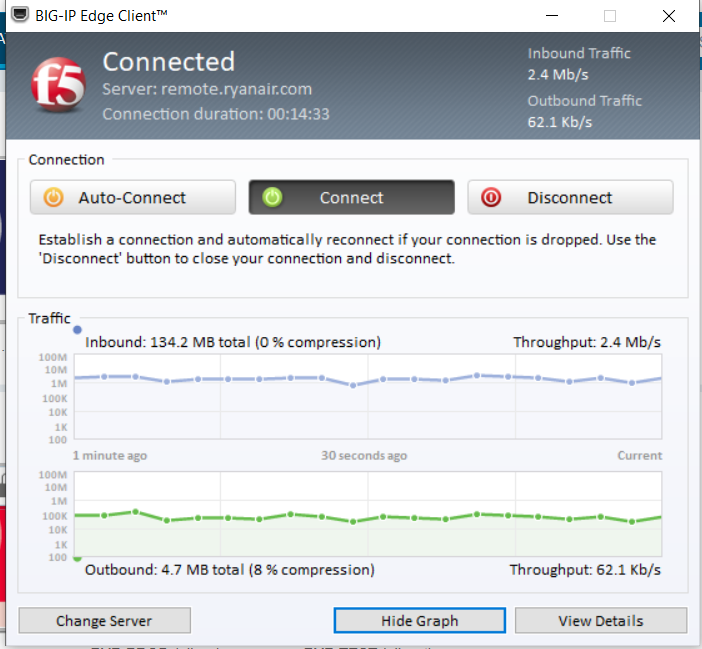 BIG-IP Edge Client™
f5
Connected
Server: remote.ryanair.com
Connection duration: 00:14:33
Inbound Traffic
2.4 Mb/s
Outbound Traffic
62.1 Kb/s
Connection
Auto-Connect
Connect
Disconnect
Establish a connection and automatically reconnect if your connection is dropped. Use the
'Disconnect' button to close your connection and disconnect.
Traffic
Inbound: 134.2 MB total (0 % compression)
Throughput: 2.4 Mb/s
100M
10M
1M
100K
10K
1K
100
1 minute ago
30 seconds ago
Current
100M
10M
1M
100K
10K
1K
100
Outbound: 4.7 MB total (8 % compression)
Throughput: 62.1 Kb/s
Change Server
Hide Graph
View Details